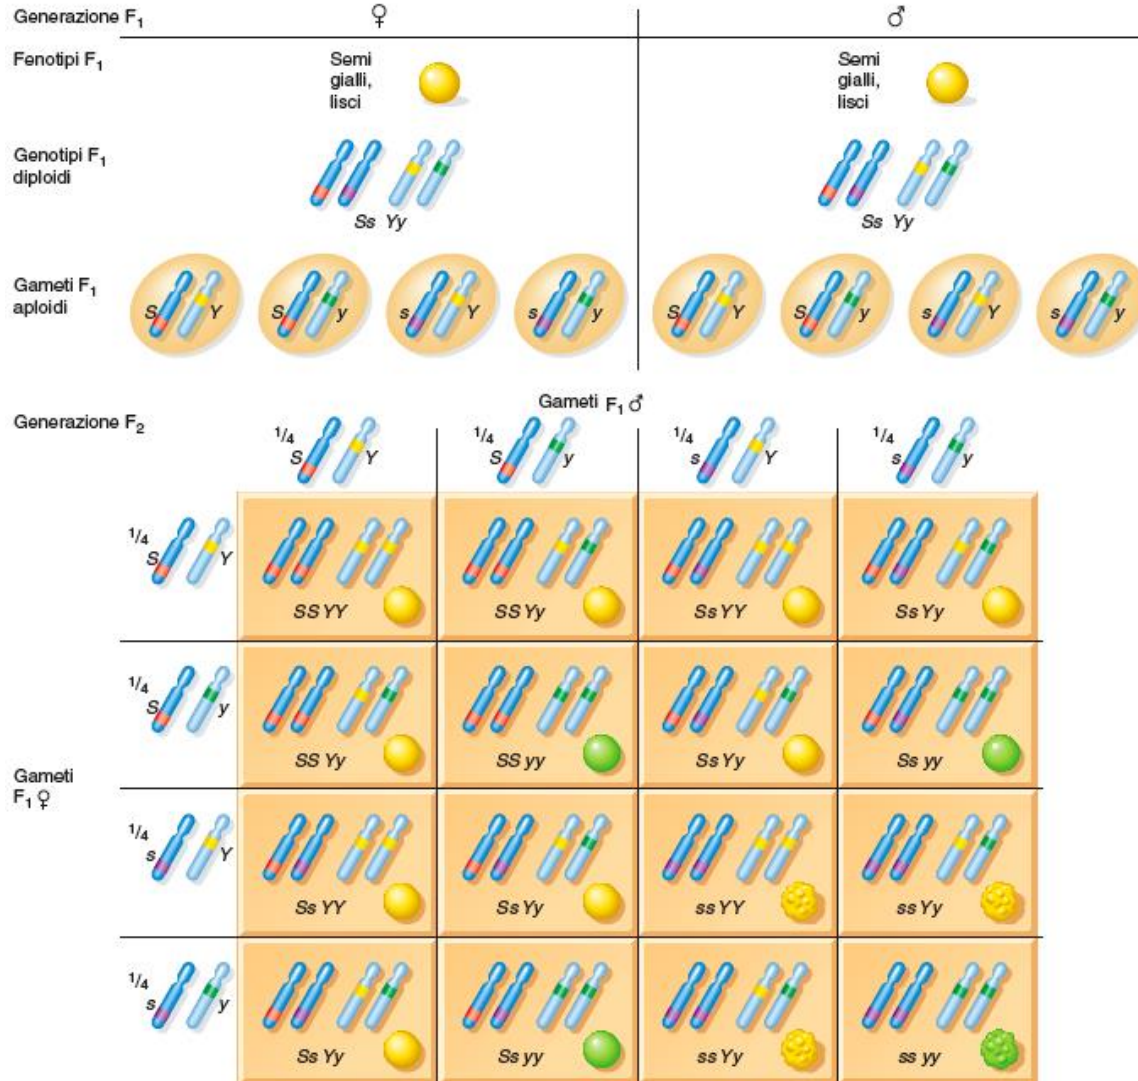 Generazione F1 ♀ ♂
Fenotipi F1
Semi
gialli,
lisci
Semi
gialli,
lisci
Genotipi F1
diploidi
Ss Yy
Ss Yy
Gameti F1
aploidi
S Y S y s Y s y S Y S y s Y s y
Gameti F1 ♂
Generazione F2
1/4 S Y 1/4 S y 1/4 s Y 1/4 s y
1/4 S Y
SS YY SS Yy Ss YY Ss Yy
1/4 S y
SS Yy SS yy Ss Yy Ss yy
Gameti
F1 ♀
1/4 s Y
Ss YY Ss Yy ss YY ss Yy
1/4 s y
Ss Yy Ss yy ss Yy ss yy